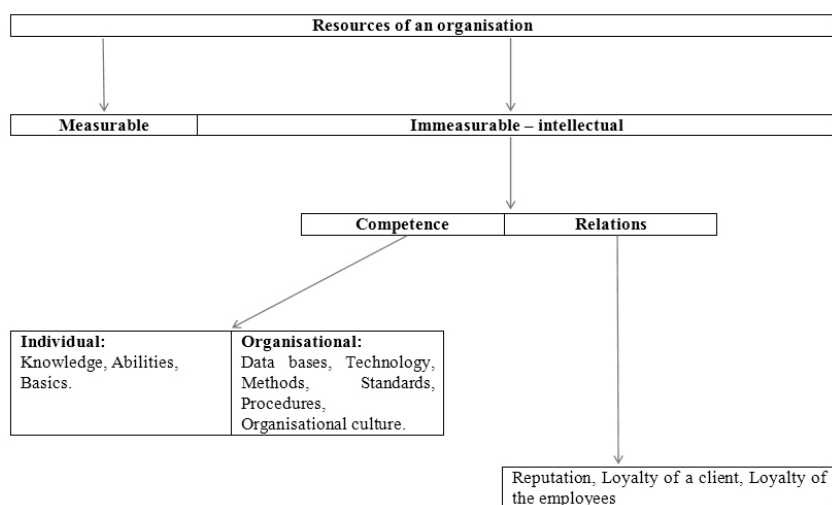 Resources of an organisation
Measurable
Immeasurable – intellectual
Competence
Relations
Individual:
Knowledge, Abilities,
Basics.
Organisational:
Data bases, Technology,
Methods, Standards,
Procedures,
Organisational culture.
Reputation, Loyalty of a client, Loyalty of
the employees